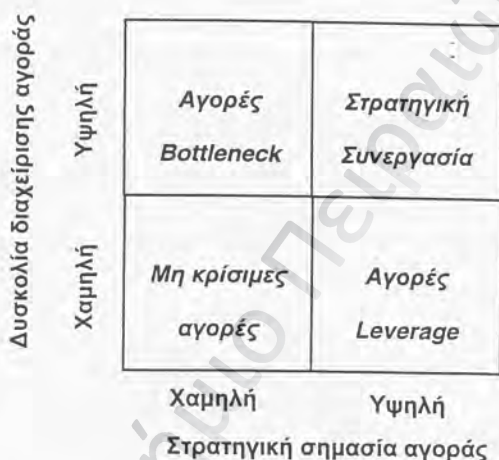 Δυσκολία διαχείρισης αγοράς
Υψηλή
Αγορές
Bottleneck
Στρατηγική
Συνεργασία
Χαμηλή
Μη κρίσιμες
αγορές
Αγορές
Leverage
Χαμηλή
Υψηλή
Στρατηγική σημασία αγοράς